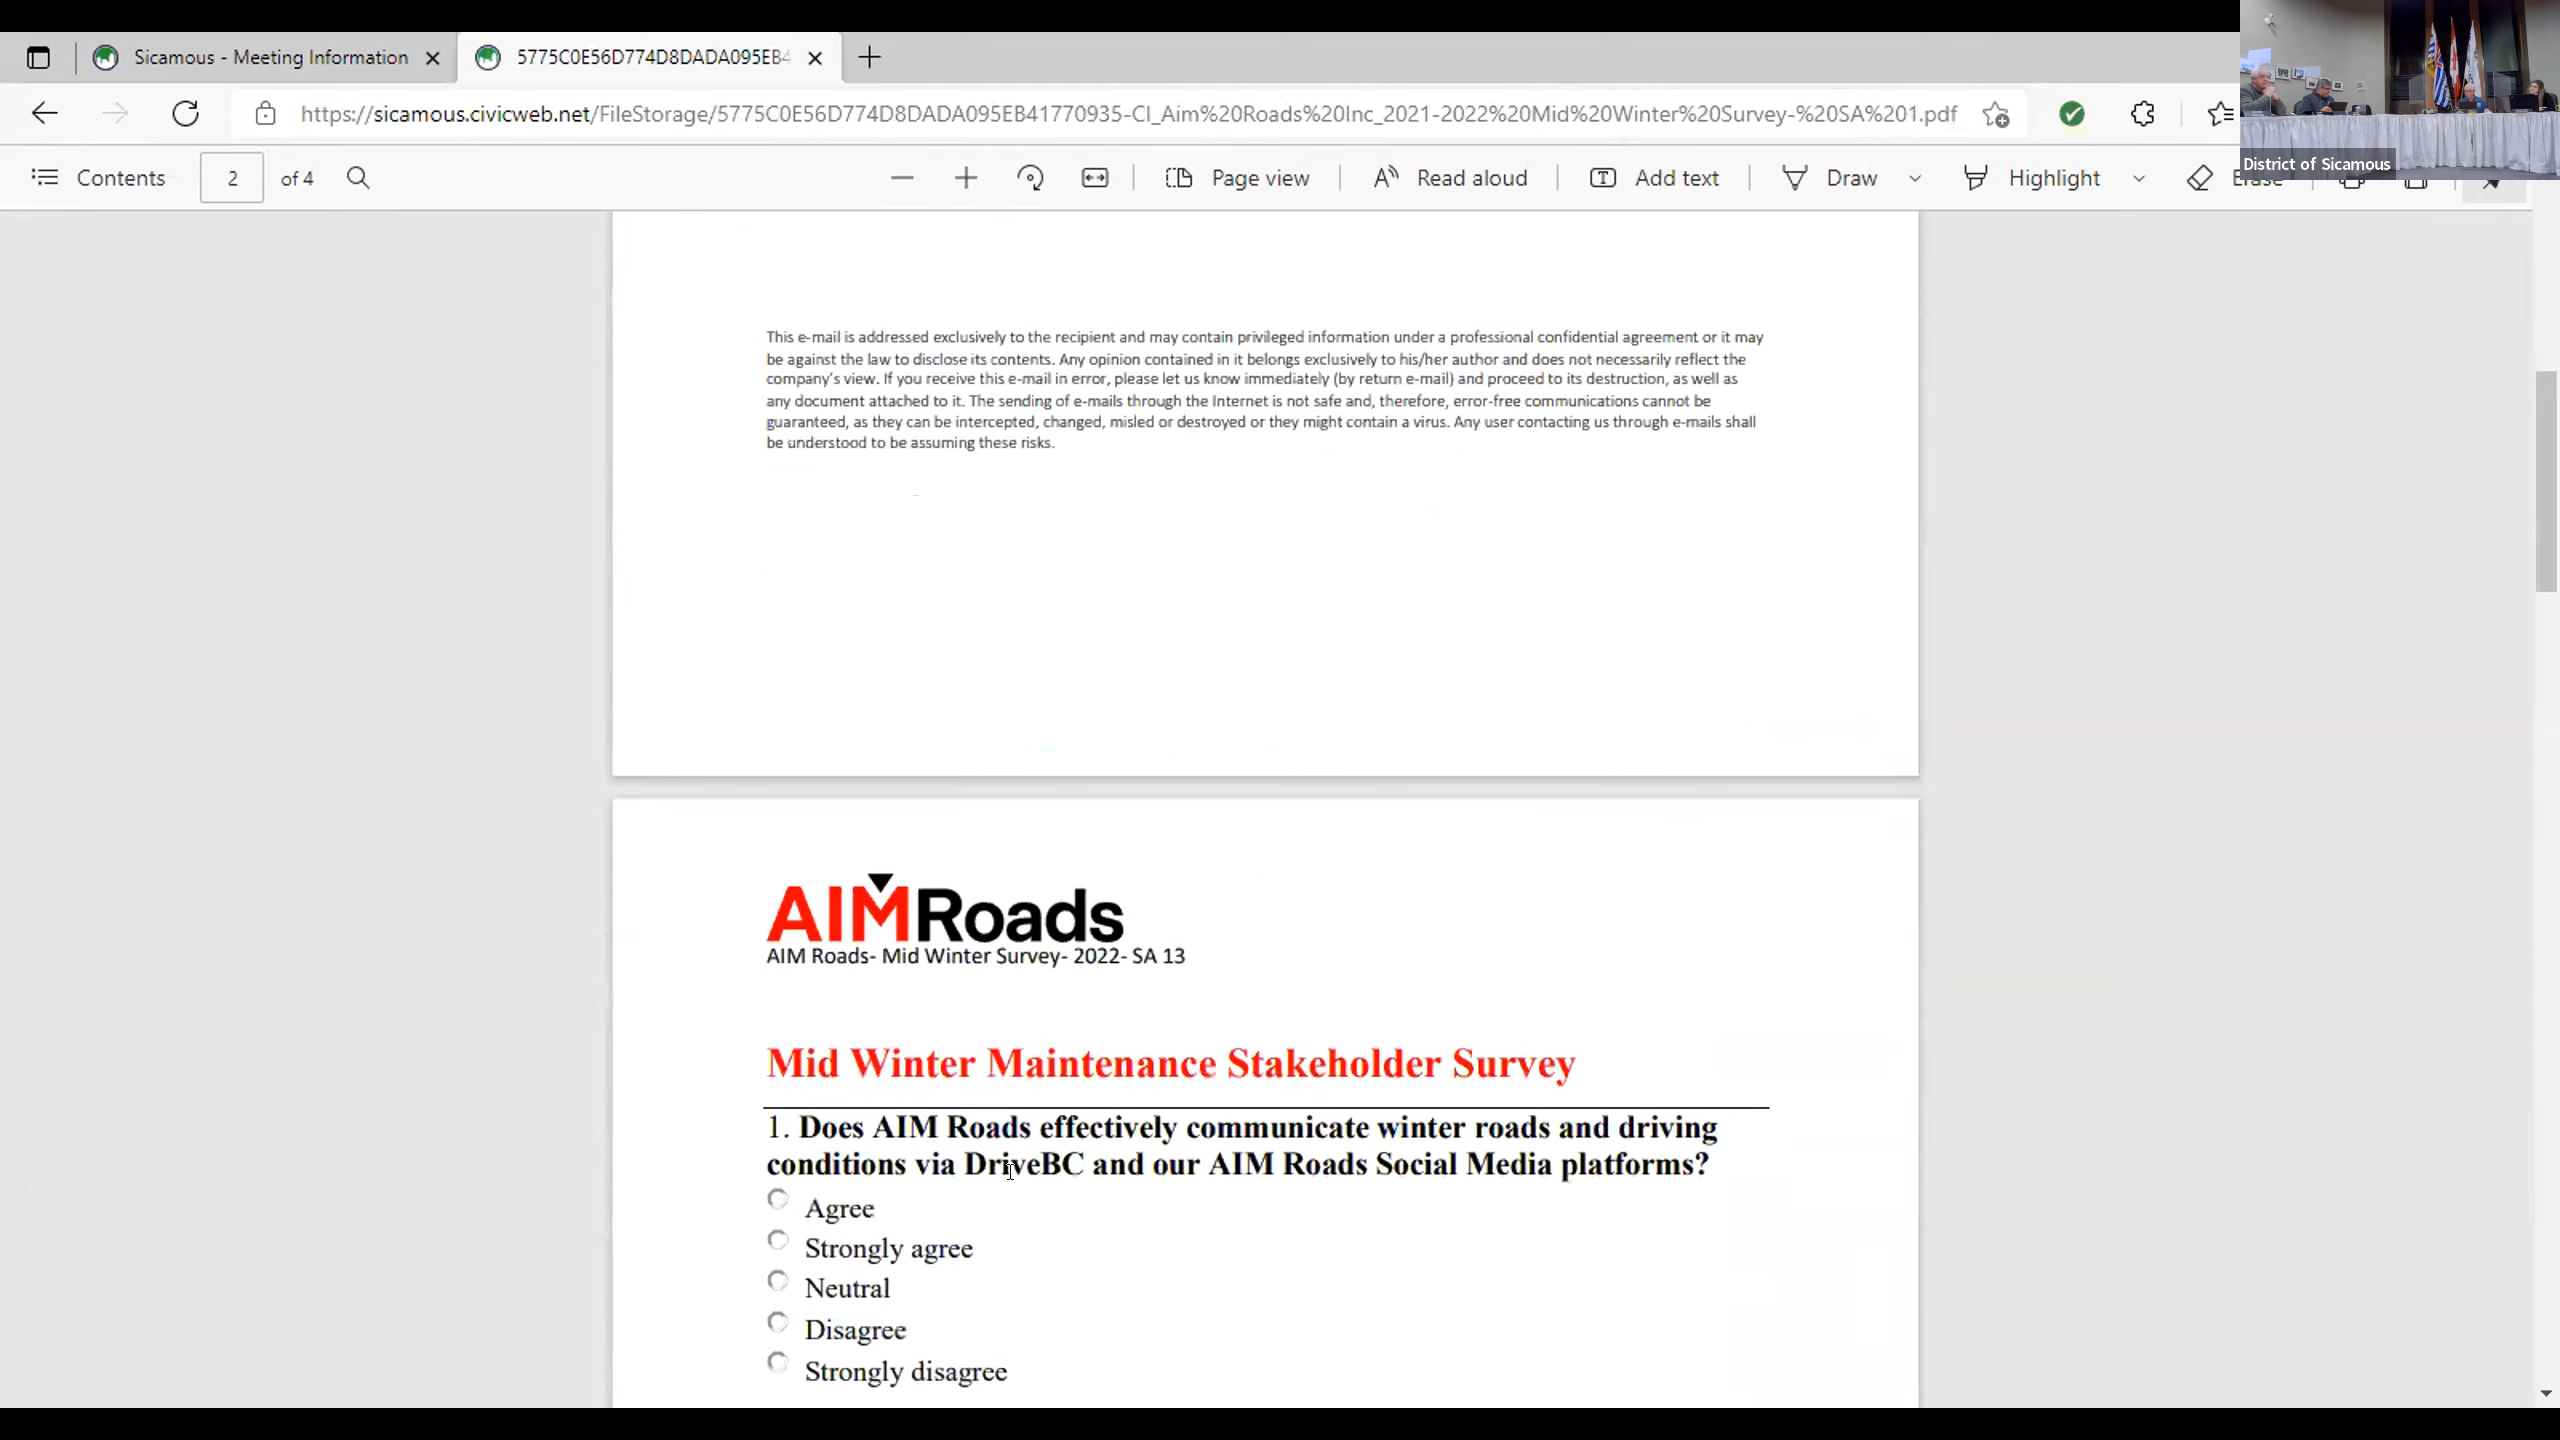 Sicamous - Meeting Information
5775C0E56D774D8DADA095EB4
https://sicamous.civicweb.net/FileStorage/5775C0E56D774D8DADA095EB41770935-CI_Aim%20Roads%20Inc_2021-2022%20Mid%20Winter%20Survey-%20SA%201.pdf
District of Sicamous
Contents
2
of 4
Page view
Read aloud
Add text
Draw
Highlight
Erase
This e-mail is addressed exclusively to the recipient and may contain privileged information under a professional confidential agreement or it may
be against the law to disclose its contents. Any opinion contained in it belongs exclusively to his/her author and does not necessarily reflect the
company's view. If you receive this e-mail in error, please let us know immediately (by return e-mail) and proceed to its destruction, as well as
any document attached to it. The sending of e-mails through the Internet is not safe and, therefore, error-free communications cannot be
guaranteed, as they can be intercepted, changed, misled or destroyed or they might contain a virus. Any user contacting us through e-mails shall
be understood to be assuming these risks.
AIMRoads
AIM Roads- Mid Winter Survey- 2022- SA 13
Mid Winter Maintenance Stakeholder Survey
1. Does AIM Roads effectively communicate winter roads and driving
conditions via DriveBC and our AIM Roads Social Media platforms?
Agree
Strongly agree
Neutral
Disagree
Strongly disagree